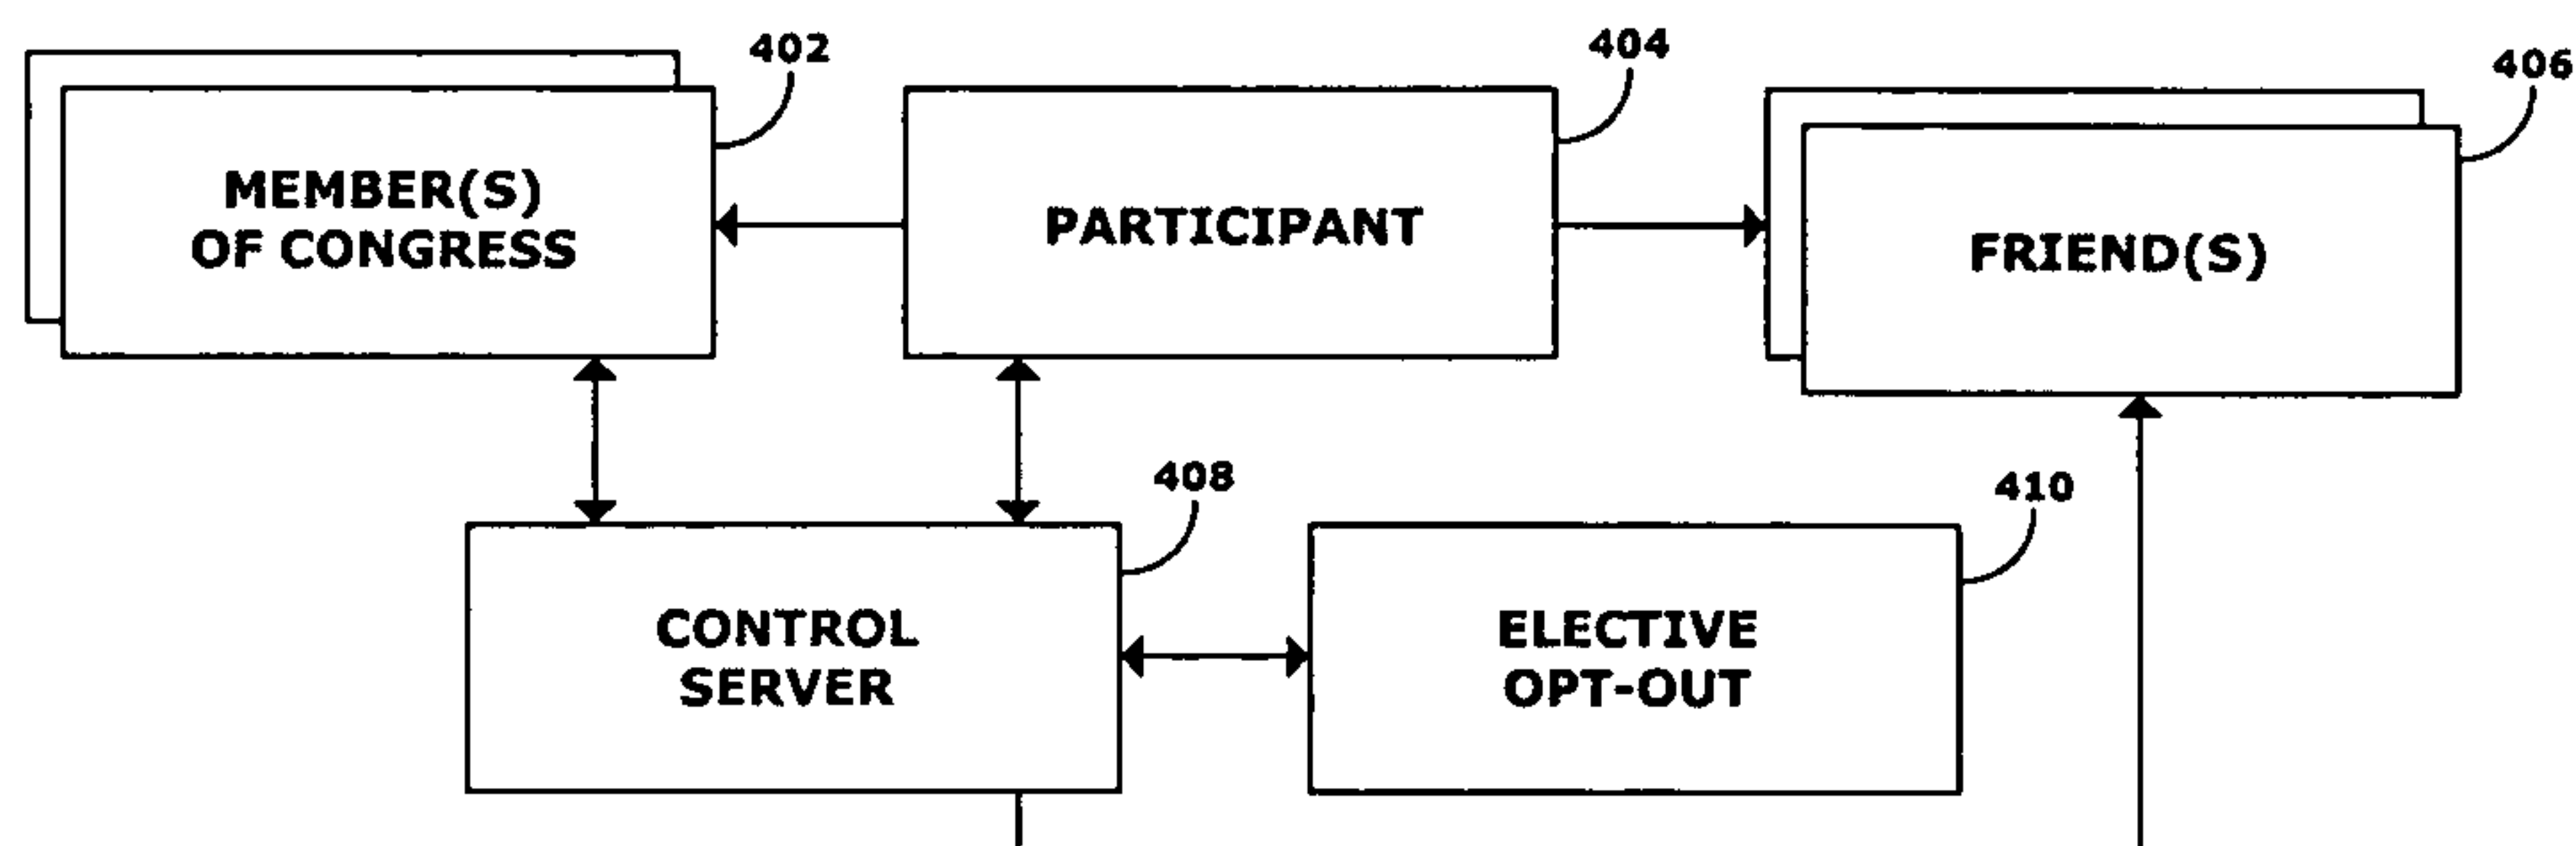 402
404
406
MEMBER(S)
OF CONGRESS
PARTICIPANT
FRIEND(S)
408
410
CONTROL
SERVER
ELECTIVE
OPT-OUT